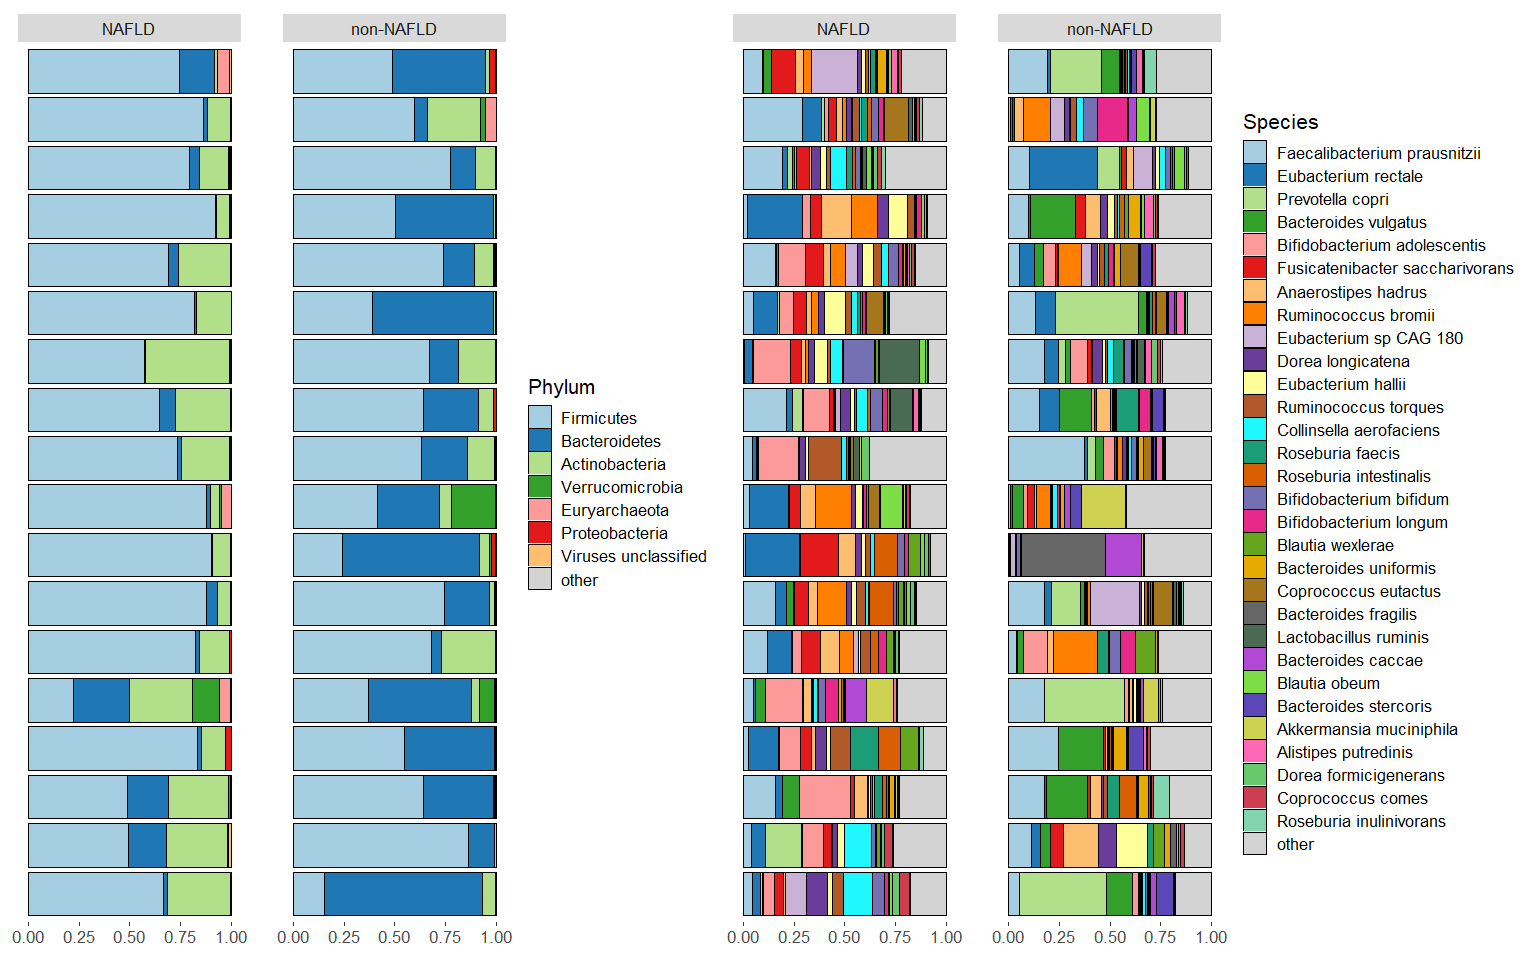 NAFLD
non-NAFLD
NAFLD
non-NAFLD
Phylum
Firmicutes
Bacteroidetes
Actinobacteria
Verrucomicrobia
Euryarchaeota
Proteobacteria
Viruses unclassified
other
Species
Faecalibacterium prausnitzii
Eubacterium rectale
Prevotella copri
Bacteroides vulgatus
Bifidobacterium adolescentis
Fusicatenibacter saccharivorans
Anaerostipes hadrus
Ruminococcus bromii
Eubacterium sp CAG 180
Dorea longicatena
Eubacterium hallii
Ruminococcus torques
Collinsella aerofaciens
Roseburia faecis
Roseburia intestinalis
Bifidobacterium bifidum
Bifidobacterium longum
Blautia wexlerae
Bacteroides uniformis
Coprococcus eutactus
Bacteroides fragilis
Lactobacillus ruminis
Bacteroides caccae
Blautia obeum
Bacteroides stercoris
Akkermansia muciniphila
Alistipes putredinis
Dorea formicigenerans
Coprococcus comes
Roseburia inulinivorans
other
0.00 0.25 0.50 0.75 1.00
0.00 0.25 0.50 0.75 1.00
0.00 0.25 0.50 0.75 1.00
0.00 0.25 0.50 0.75 1.00